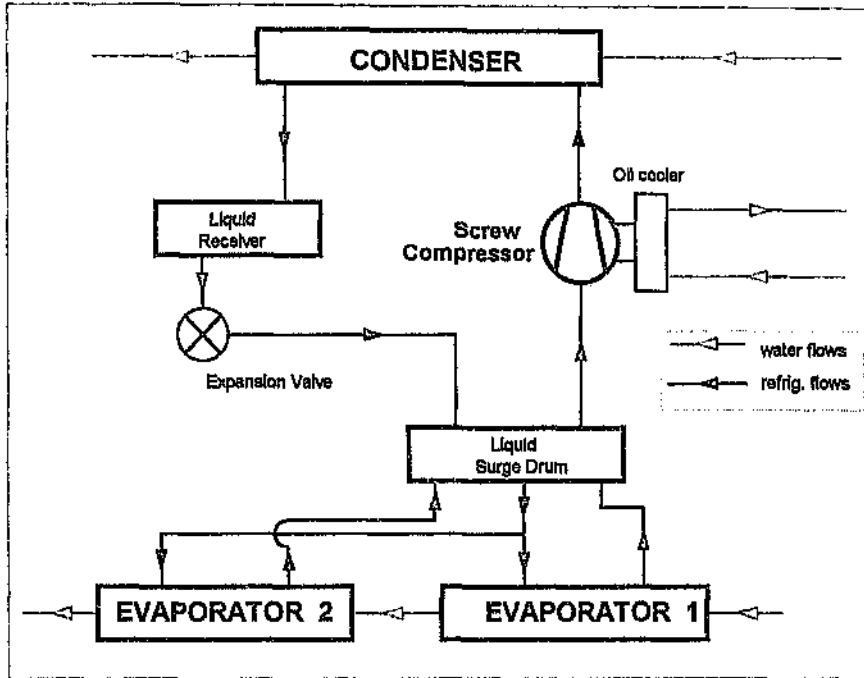 CONDENSER
Oil cooler
Liquid
Receiver
Screw
Compressor
water flows
refrig. flows
Expansion Valve
Liquid
Surge Drum
EVAPORATOR 2
EVAPORATOR 1